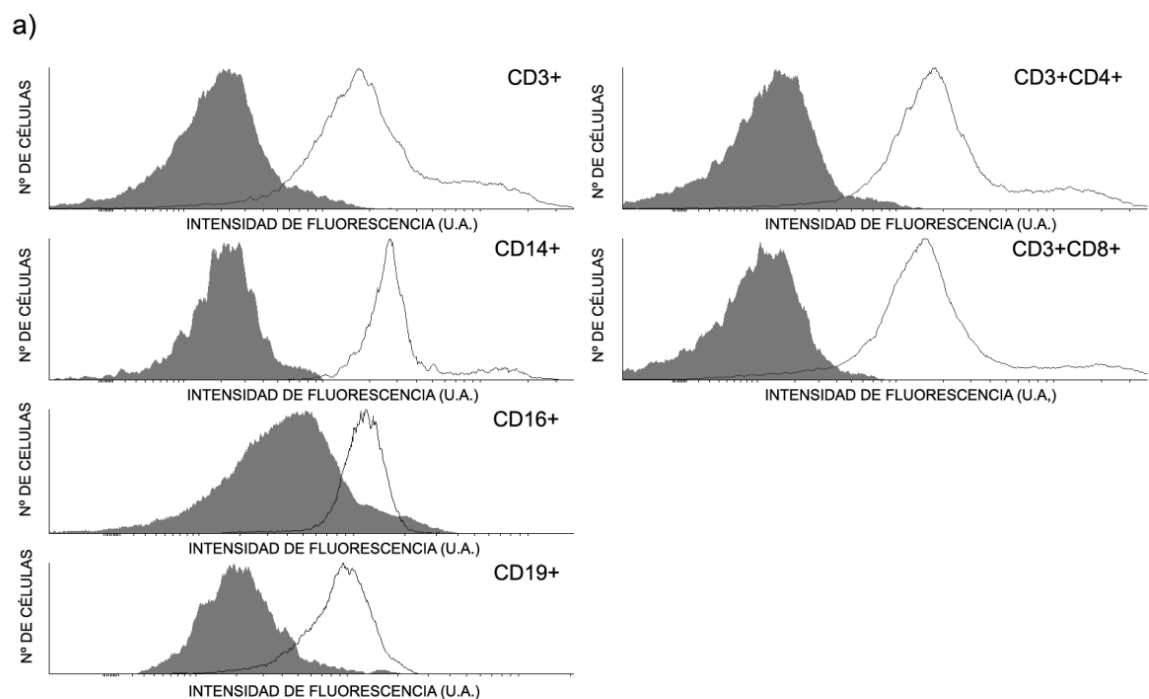 a)
CD3+
Nº DE CÉLULAS
INTENSIDAD DE FLUORESCENCIA (U.A.)
CD3+CD4+
Nº DE CÉLULAS
INTENSIDAD DE FLUORESCENCIA (U.A.)
CD14+
Nº DE CÉLULAS
INTENSIDAD DE FLUORESCENCIA (U.A.)
CD3+CD8+
Nº DE CÉLULAS
INTENSIDAD DE FLUORESCENCIA (U.A,)
CD16+
Nº DE CELULAS
INTENSIDAD DE FLUORESCENCIA (U.A.)
CD19+
Nº DE CÉLULAS
INTENSIDAD DE FLUORESCENCIA (U.A.)